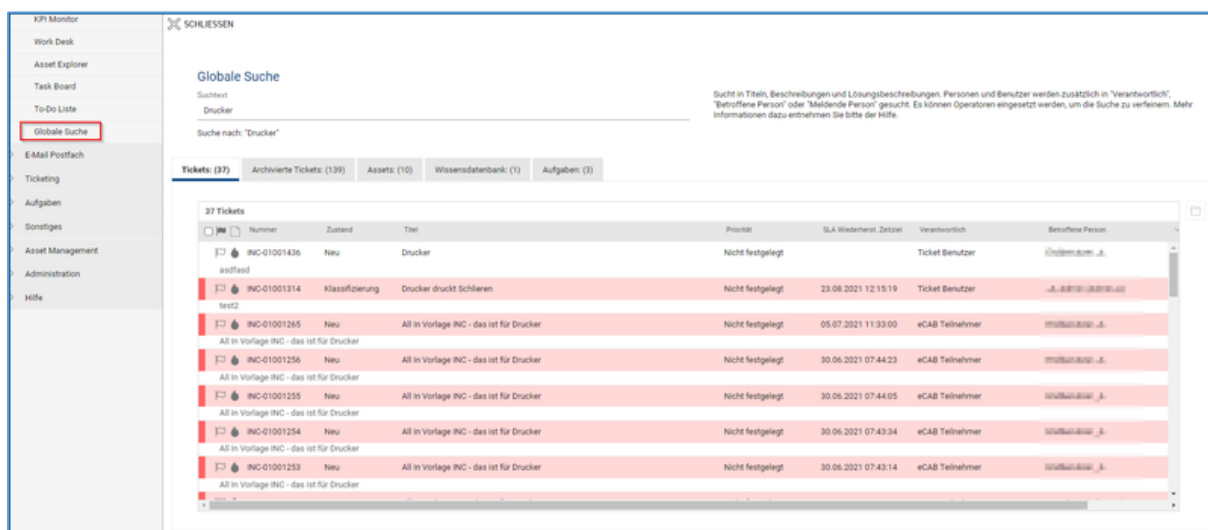 KPI Monitor
Work Desk
Asset Explorer
Task Board
To-Do Liste
Globale Suche
E-Mail Postfach
Ticketing
Aufgaben
Sonstiges
Asset Management
Administration
Hilfe
SCHLIESSEN
Globale Suche
Suchtext
Drucker
Suche nach: "Drucker"
Sucht in Titeln, Beschreibungen und Lösungsbeschreibungen. Personen und Benutzer werden zusätzlich in "Verantwortlich",
"Betroffene Person" oder "Meldende Person" gesucht. Es können Operatoren eingesetzt werden, um die Suche zu verfeinern. Mehr
Informationen dazu entnehmen Sie bitte der Hilfe.
Tickets: (37) Archivierte Tickets: (139) Assets: (10) Wissensdatenbank: (1) Aufgaben: (3)
37 Tickets
Nummer Zustand Titel Priorität SLA Wiederherst. Zeitziel Verantwortlich Betroffene Person
INC-01001436 Neu Drucker Nicht festgelegt Ticket Benutzer
asdfasd
INC-01001314 Klassifizierung Drucker druckt Schlieren Nicht festgelegt 23.08.2021 12:15:19 Ticket Benutzer
test2
INC-01001265 Neu All In Vorlage INC - das ist für Drucker Nicht festgelegt 05.07.2021 11:33:00 eCAB Teilnehmer
All In Vorlage INC - das ist für Drucker
INC-01001256 Neu All In Vorlage INC - das ist für Drucker Nicht festgelegt 30.06.2021 07:44:23 eCAB Teilnehmer
All In Vorlage INC - das ist für Drucker
INC-01001255 Neu All In Vorlage INC - das ist für Drucker Nicht festgelegt 30.06.2021 07:44:05 eCAB Teilnehmer
All In Vorlage INC - das ist für Drucker
INC-01001254 Neu All In Vorlage INC - das ist für Drucker Nicht festgelegt 30.06.2021 07:43:34 eCAB Teilnehmer
All In Vorlage INC - das ist für Drucker
INC-01001253 Neu All In Vorlage INC - das ist für Drucker Nicht festgelegt 30.06.2021 07:43:14 eCAB Teilnehmer
All In Vorlage INC - das ist für Drucker